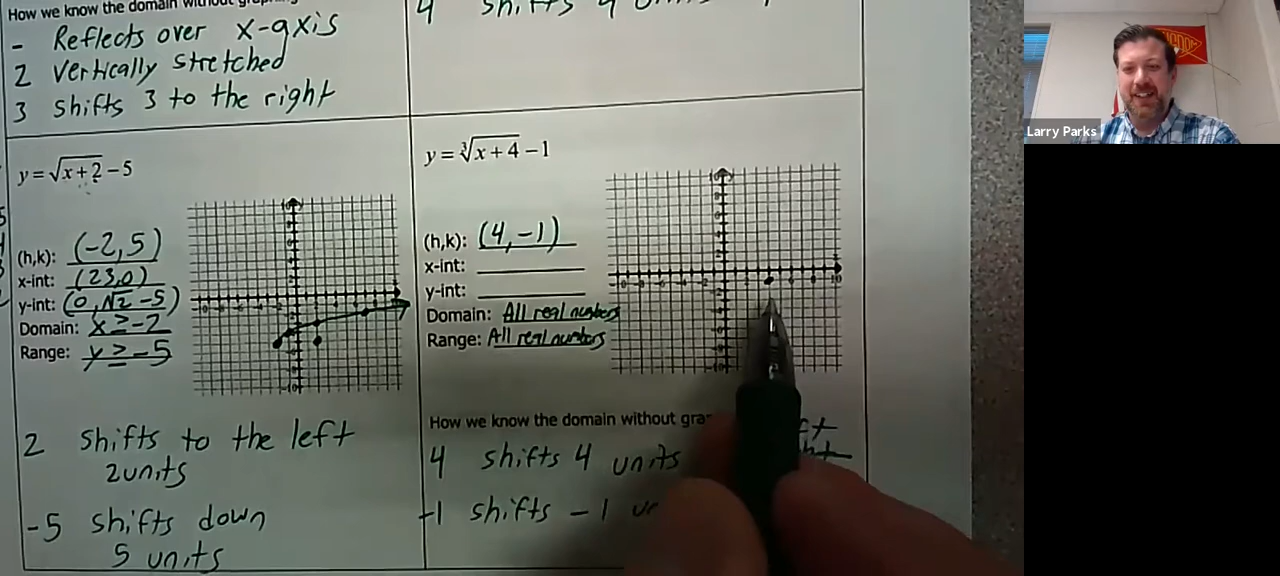 How we know the domain without
- Reflects over x-axis
2 Vertically stretched
3 shifts 3 to the right
4 shifts 4 units
y = √x+2 - 5
(h,k): (-2, 5)
x-int: (23,0)
y-int: (0, √2 - 5)
Domain: x ≥ -2
Range: y ≥ -5
2 shifts to the left
2 units
-5 shifts down
5 units
y = ∛x+4 - 1
(h,k): (4, -1)
x-int:
y-int:
Domain: All real numbers
Range: All real numbers
How we know the domain without
4 shifts 4 units
-1 shifts -1
Larry Parks